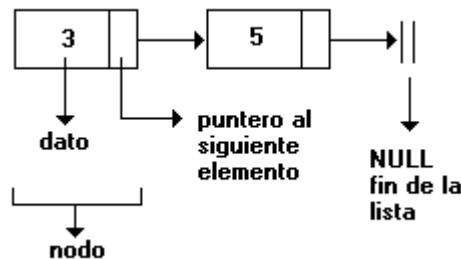 3
5
dato
puntero al
siguiente
elemento
NULL
fin de la
lista
nodo